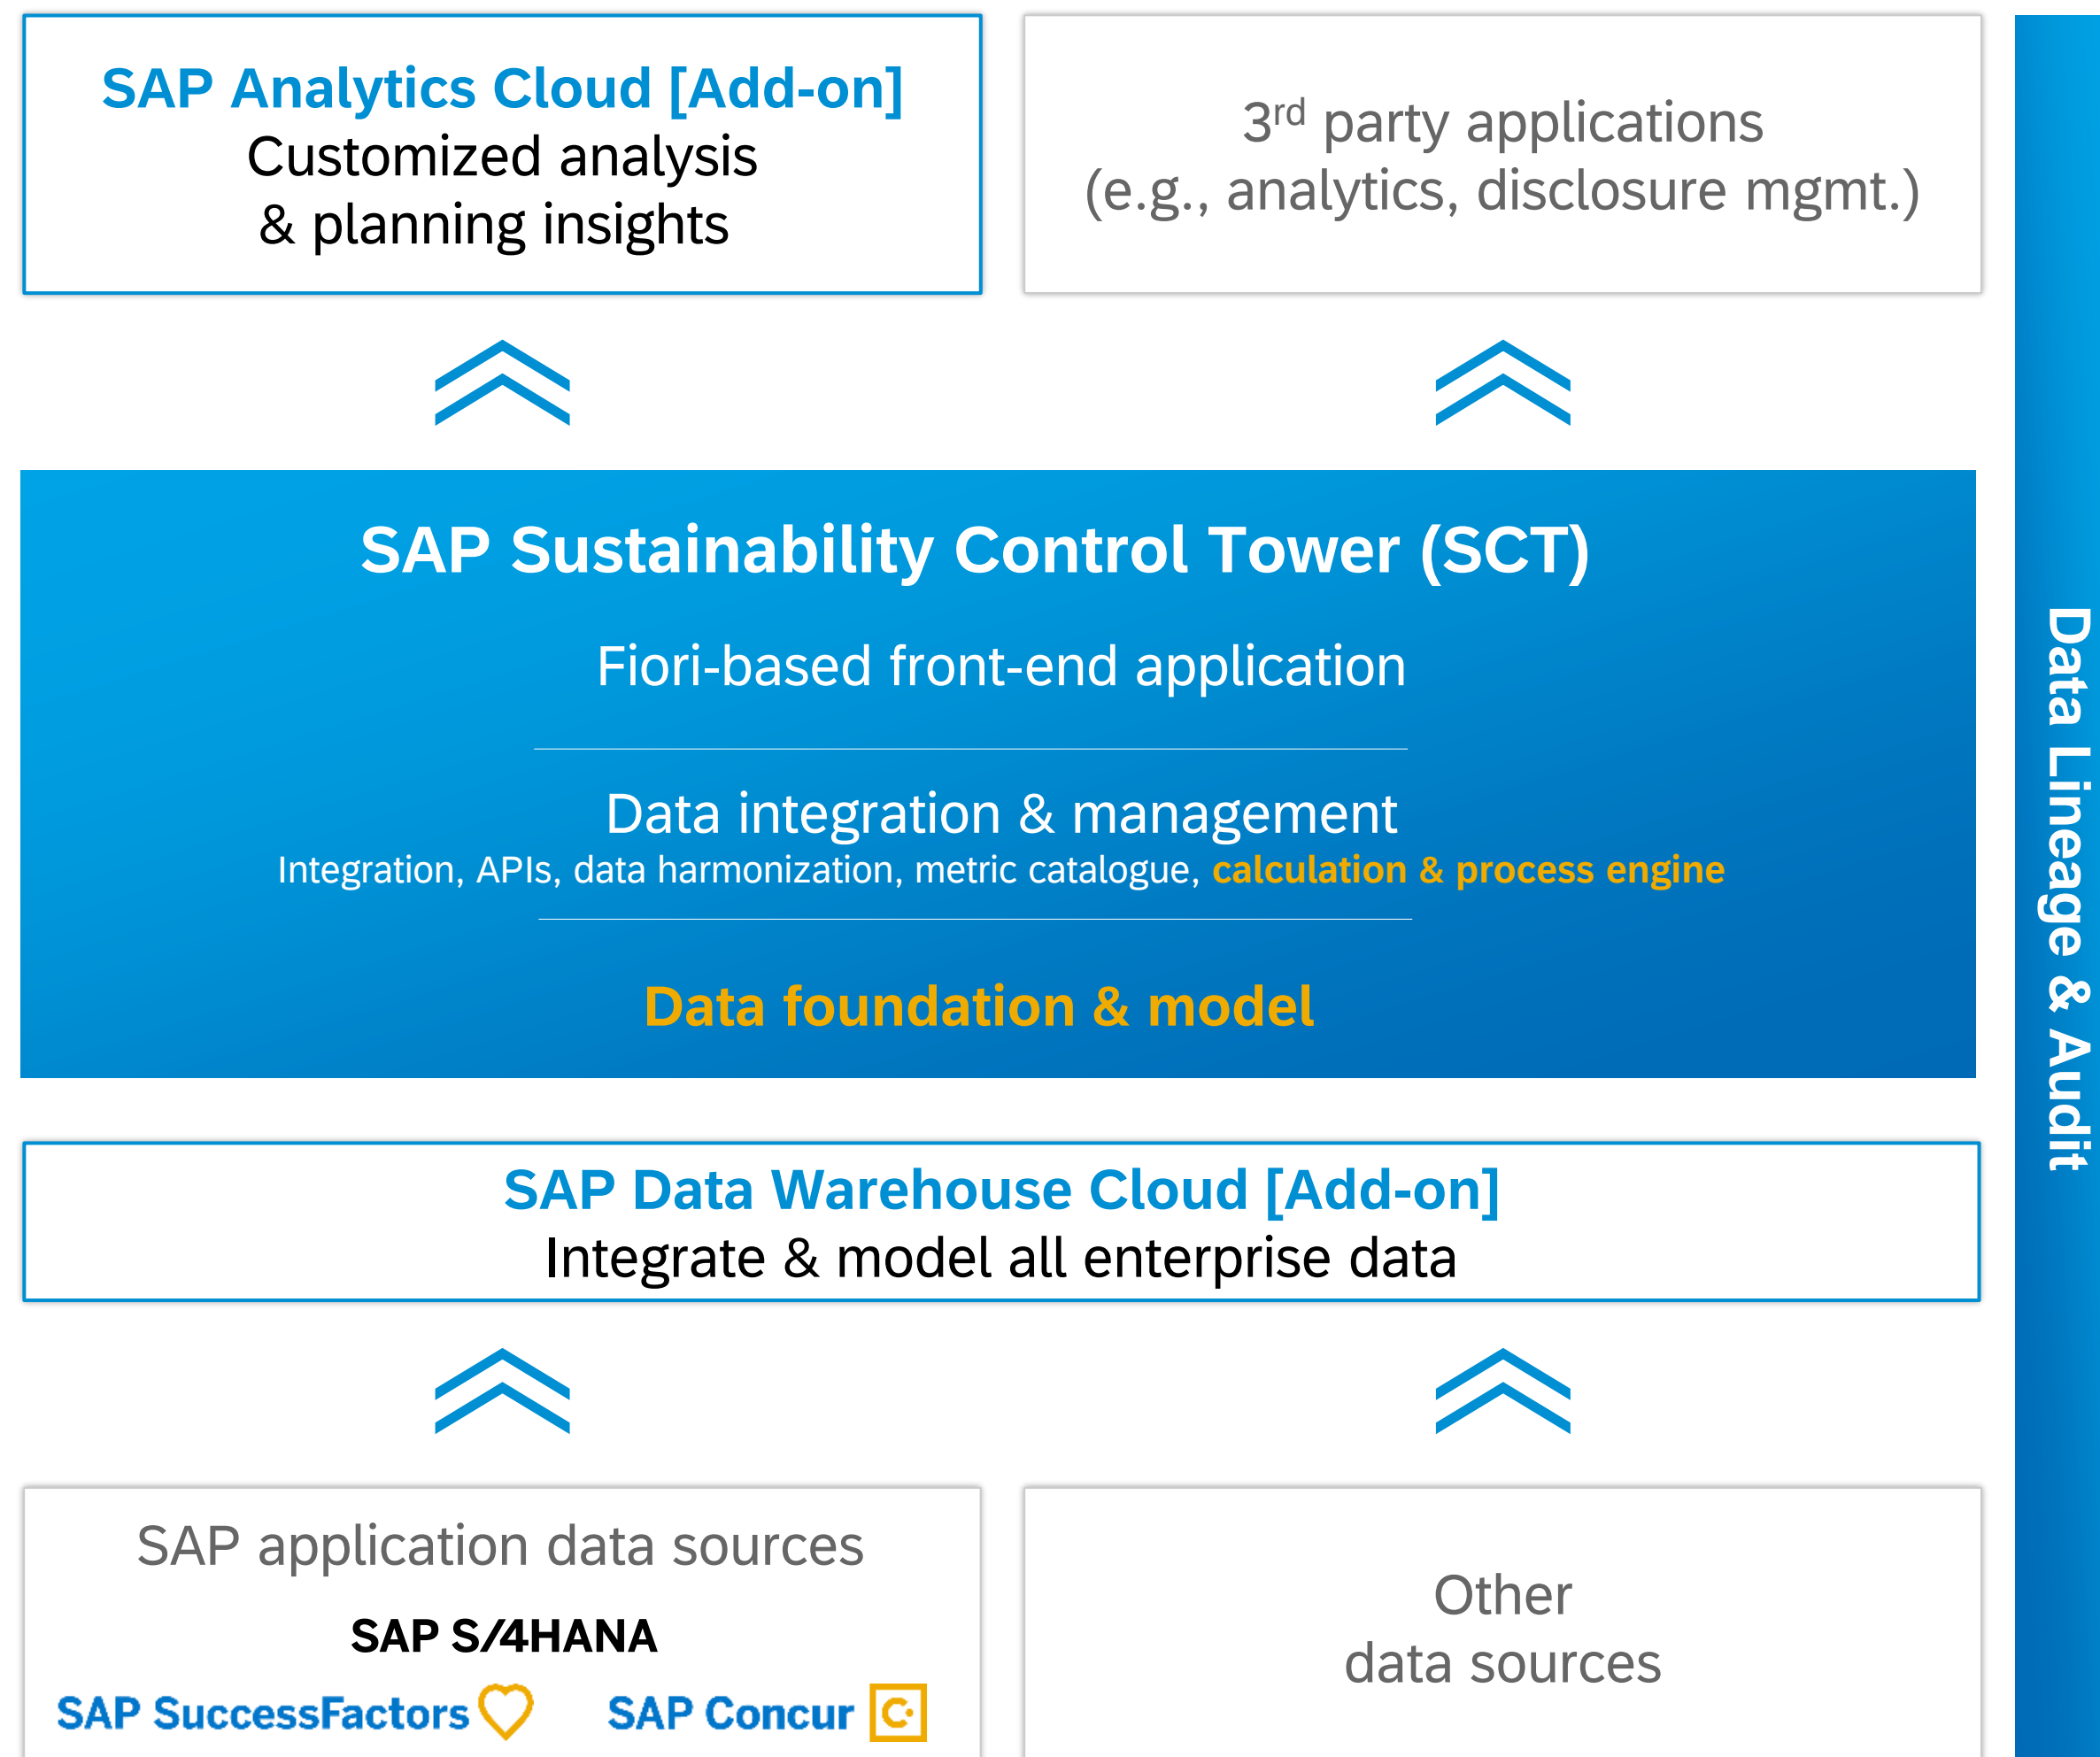 SAP Analytics Cloud [Add-on]
Customized analysis
& planning insights
3rd party applications
(e.g., analytics, disclosure mgmt.)
SAP Sustainability Control Tower (SCT)
Fiori-based front-end application
Data integration & management
Integration, APIs, data harmonization, metric catalogue, calculation & process engine
Data foundation & model
SAP Data Warehouse Cloud [Add-on]
Integrate & model all enterprise data
SAP application data sources
SAP S/4HANA
SAP SuccessFactors
SAP Concur C.
Other
data sources
Data Lineage & Audit